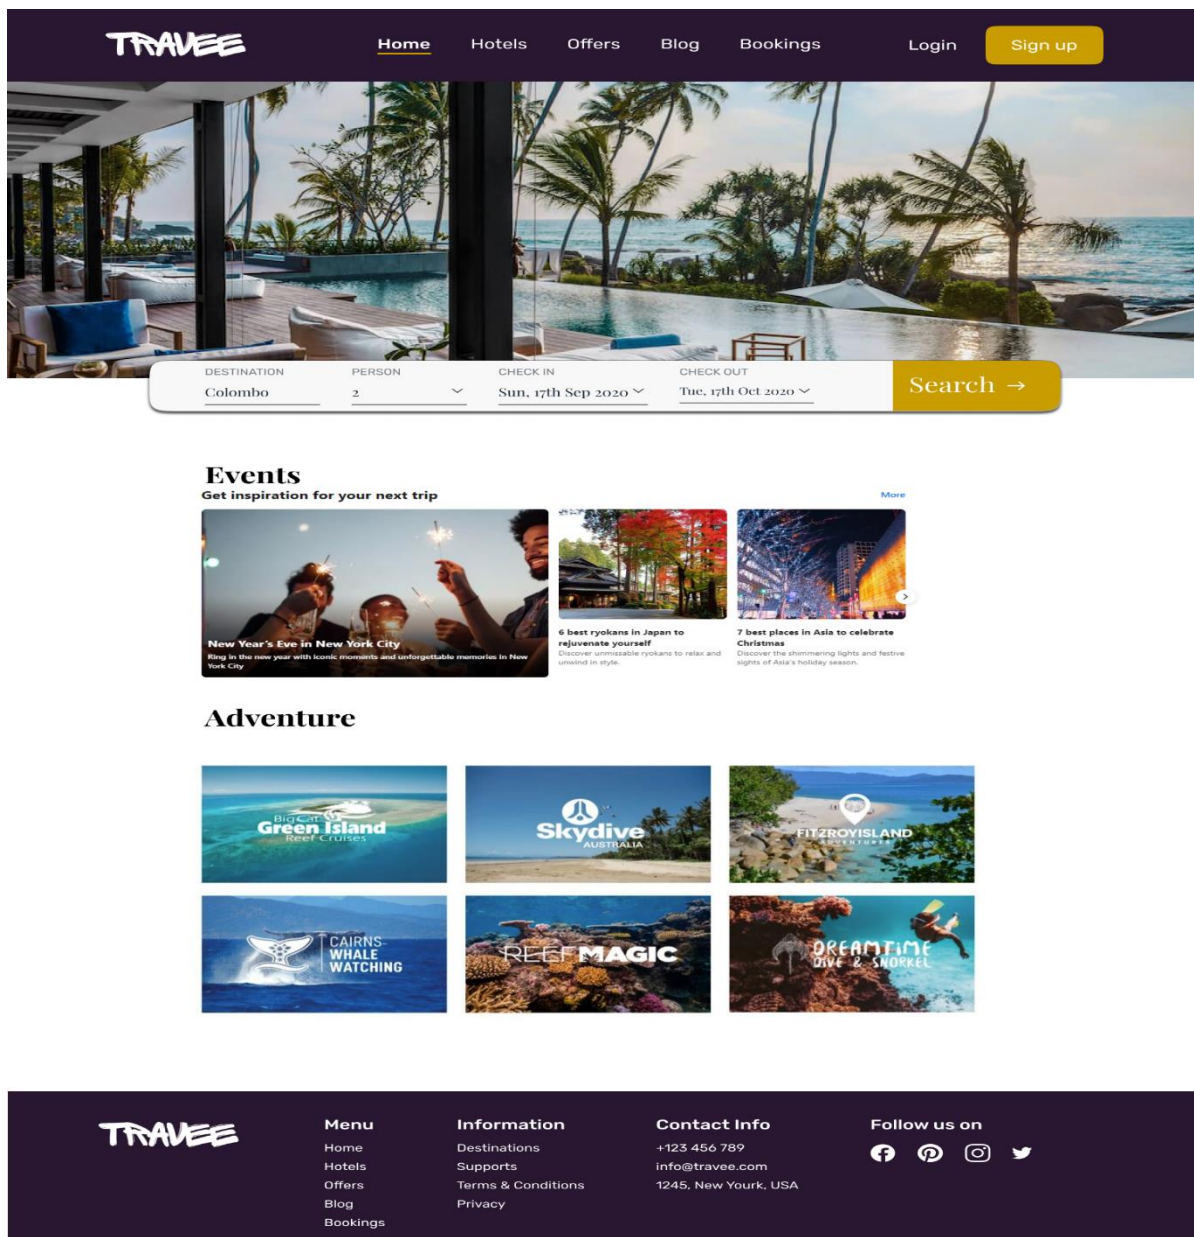 TRAVEE
Home Hotels Offers Blog Bookings Login Sign up
DESTINATION PERSON CHECK IN CHECK OUT
Colombo 2 Sun, 17th Sep 2020 Tue, 17th Oct 2020 Search →
Events
Get inspiration for your next trip More
New Year's Eve in New York City
Ring in the new year with iconic moments and unforgettable memories in New
York City
6 best ryokans in Japan to
rejuvenate yourself
Discover unmissable ryokans to relax and
unwind in style.
7 best places in Asia to celebrate
Christmas
Discover the shimmering lights and festive
sights of Asia's holiday season.
Adventure
Big Cat
Green Island
Reef Cruises
Skydive
AUSTRALIA
FITZROYISLAND
ADVENTURES
CAIRNS
WHALE
WATCHING
REEFMAGIC
DREAMTIME
DIVE & SNORKEL
TRAVEE
Menu
Home
Hotels
Offers
Blog
Bookings
Information
Destinations
Supports
Terms & Conditions
Privacy
Contact Info
+123 456 789
info@travee.com
1245, New Yourk, USA
Follow us on